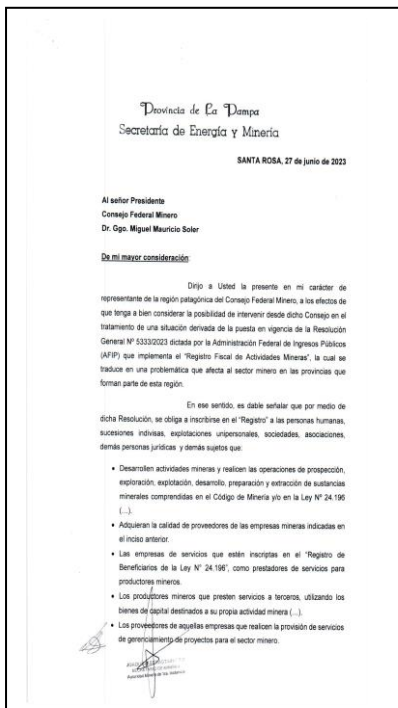 Provincia de La Pampa
Secretaría de Energía y Minería
SANTA ROSA, 27 de junio de 2023
Al señor Presidente
Consejo Federal Minero
Dr. Ggo. Miguel Mauricio Soler
De mi mayor consideración:
Dirijo a Usted la presente en mi carácter de
representante de la región patagónica del Consejo Federal Minero, a los efectos de
que tenga a bien considerar la posibilidad de intervenir desde dicho Consejo en el
tratamiento de una situación derivada de la puesta en vigencia de la Resolución
General Nº 5333/2023 dictada por la Administración Federal de Ingresos Públicos
(AFIP) que implementa el "Registro Fiscal de Actividades Mineras", la cual se
traduce en una problemática que afecta al sector minero en las provincias que
forman parte de esta región.
En ese sentido, es dable señalar que por medio de
dicha Resolución, se obliga a inscribirse en el "Registro" a las personas humanas,
sucesiones indivisas, explotaciones unipersonales, sociedades, asociaciones,
demás personas jurídicas y demás sujetos que:
• Desarrollen actividades mineras y realicen las operaciones de prospección,
exploración, explotación, desarrollo, preparación y extracción de sustancias
minerales comprendidas en el Código de Minería y/o en la Ley Nº 24.196
(...).
• Adquieran la calidad de proveedores de las empresas mineras indicadas en
el inciso anterior.
• Las empresas de servicios que estén inscriptas en el "Registro de
Beneficiarios de la Ley Nº 24.196", como prestadores de servicios para
productores mineros.
• Los productores mineros que presten servicios a terceros, utilizando los
bienes de capital destinados a su propia actividad minera (...).
• Los proveedores de aquellas empresas que realicen la provisión de servicios
de gerenciamiento de proyectos para el sector minero.